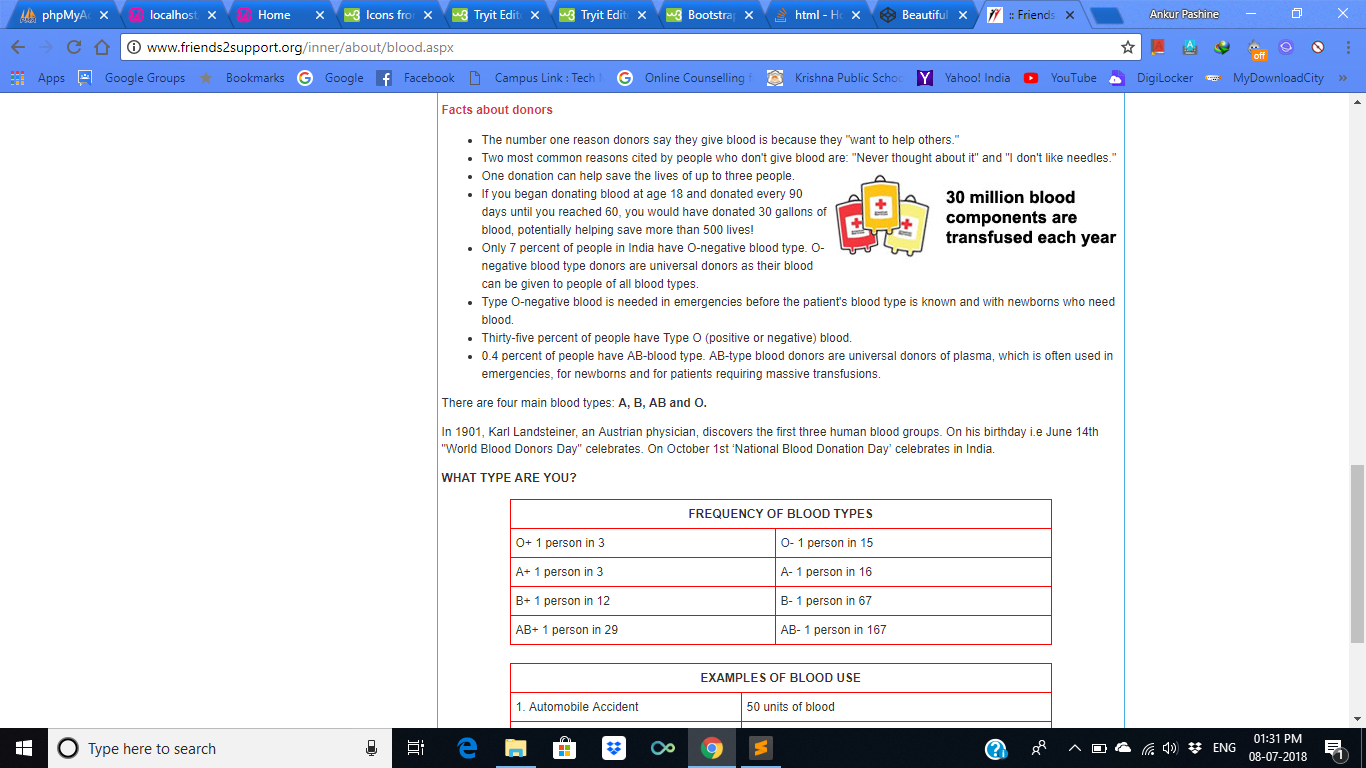 phpMyAc
localhost
Home
Icons fro
Tryit Edit
Tryit Edit
Bootstrap
html - Ho
Beautiful
:: Friends
Ankur Pashine
www.friends2support.org/inner/about/blood.aspx
off
Apps
Google Groups
Bookmarks
Google
Facebook
Campus Link : Tech
Online Counselling f
Krishna Public Schoo
Yahoo! India
YouTube
DigiLocker
MyDownloadCity
»
Facts about donors
The number one reason donors say they give blood is because they "want to help others."
Two most common reasons cited by people who don't give blood are: "Never thought about it" and "I don't like needles."
One donation can help save the lives of up to three people.
If you began donating blood at age 18 and donated every 90
days until you reached 60, you would have donated 30 gallons of
blood, potentially helping save more than 500 lives!
30 million blood
components are
transfused each year
Only 7 percent of people in India have O-negative blood type. O-
negative blood type donors are universal donors as their blood
can be given to people of all blood types.
Type O-negative blood is needed in emergencies before the patient's blood type is known and with newborns who need
blood.
Thirty-five percent of people have Type O (positive or negative) blood.
0.4 percent of people have AB-blood type. AB-type blood donors are universal donors of plasma, which is often used in
emergencies, for newborns and for patients requiring massive transfusions.
There are four main blood types: A, B, AB and O.
In 1901, Karl Landsteiner, an Austrian physician, discovers the first three human blood groups. On his birthday i.e June 14th
"World Blood Donors Day" celebrates. On October 1st ‘National Blood Donation Day’ celebrates in India.
WHAT TYPE ARE YOU?
FREQUENCY OF BLOOD TYPES
O+ 1 person in 3
O- 1 person in 15
A+ 1 person in 3
A- 1 person in 16
B+ 1 person in 12
B- 1 person in 67
AB+ 1 person in 29
AB- 1 person in 167
EXAMPLES OF BLOOD USE
1. Automobile Accident
50 units of blood
Type here to search
ENG
01:31 PM
08-07-2018
1